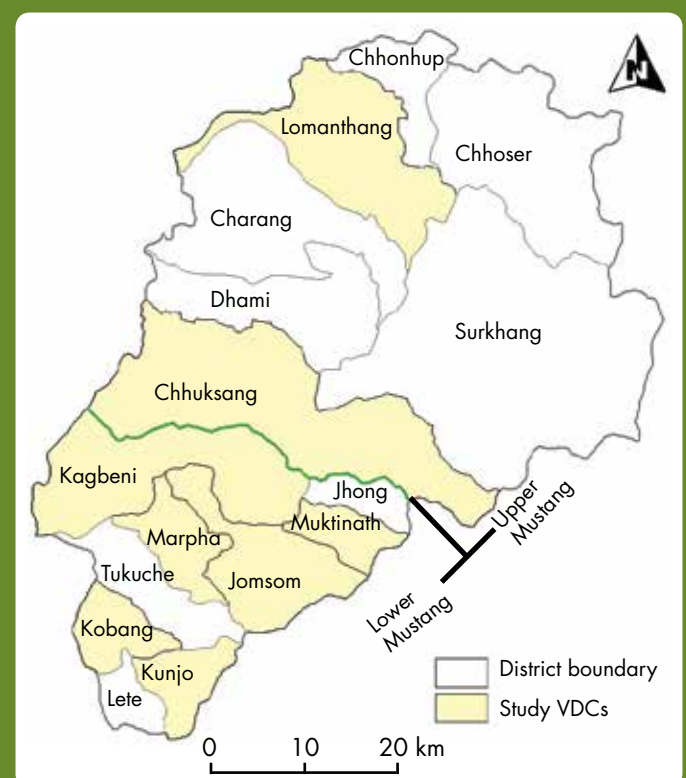 Chhonhup
N
Lomanthang
Chhoser
Charang
Dhami
Surkhang
Chhuksang
Kagbeni
Jhong
Muktinath
Upper
Mustang
Marpha
Tukuche
Jomsom
Lower
Mustang
Kobang
Kunjo
Lete
District boundary
Study VDCs
0 10 20 km